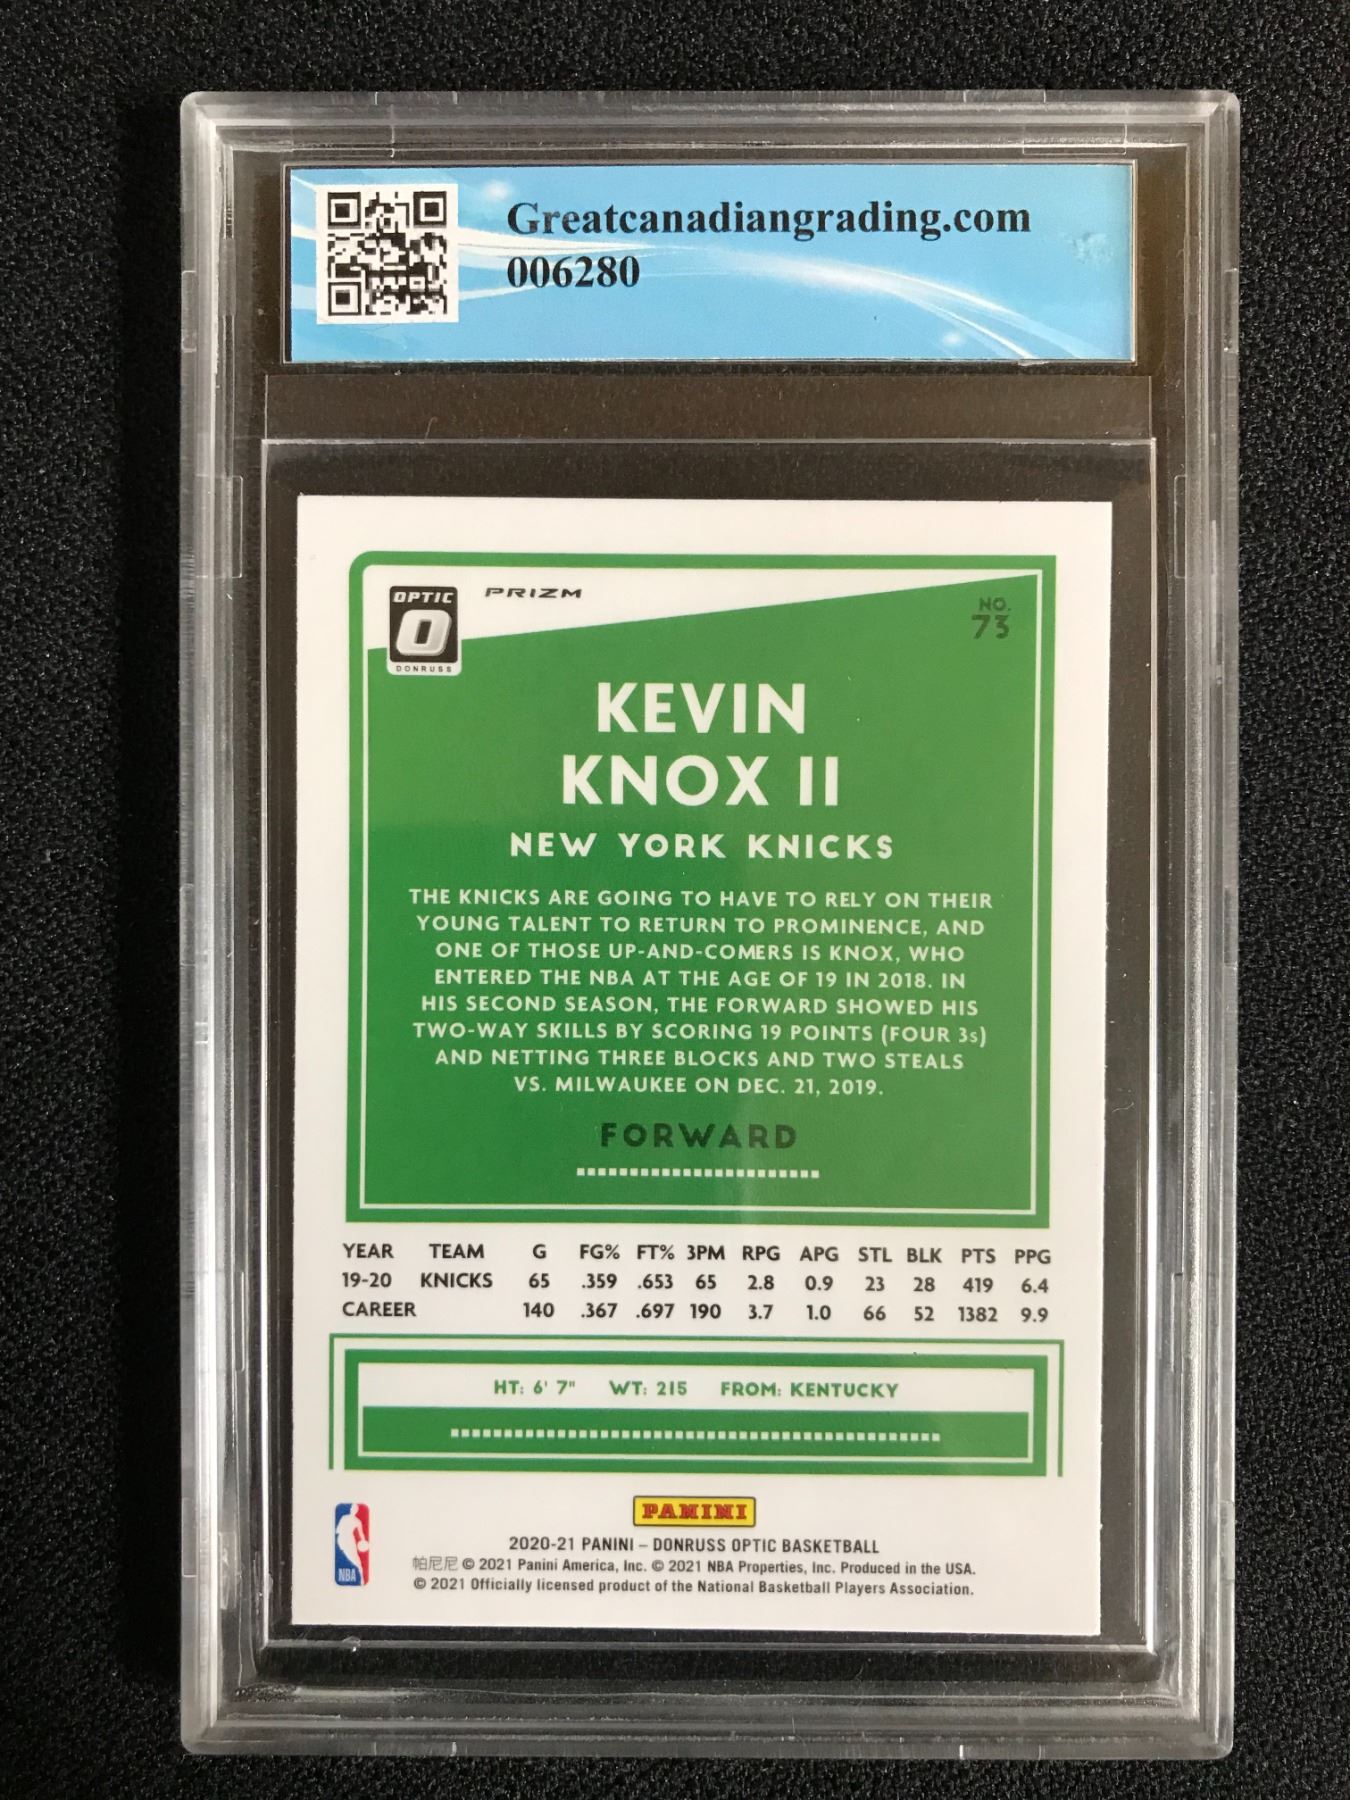 Greatcanadiangrading.com
006280
OPTIC
DONRUSS
PRIZM
NO.
73
KEVIN
KNOX II
NEW YORK KNICKS
THE KNICKS ARE GOING TO HAVE TO RELY ON THEIR
YOUNG TALENT TO RETURN TO PROMINENCE, AND
ONE OF THOSE UP-AND-COMERS IS KNOX, WHO
ENTERED THE NBA AT THE AGE OF 19 IN 2018. IN
HIS SECOND SEASON, THE FORWARD SHOWED HIS
TWO-WAY SKILLS BY SCORING 19 POINTS (FOUR 3s)
AND NETTING THREE BLOCKS AND TWO STEALS
VS. MILWAUKEE ON DEC. 21, 2019.
FORWARD
YEAR TEAM G FG% FT% 3PM RPG APG STL BLK PTS PPG
19-20 KNICKS 65 .359 .653 65 2.8 0.9 23 28 419 6.4
CAREER 140 .367 .697 190 3.7 1.0 66 52 1382 9.9
HT: 6' 7" WT: 215 FROM: KENTUCKY
PANINI
NBA
2020-21 PANINI – DONRUSS OPTIC BASKETBALL
帕尼尼 © 2021 Panini America, Inc. © 2021 NBA Properties, Inc. Produced in the USA.
© 2021 Officially licensed product of the National Basketball Players Association.